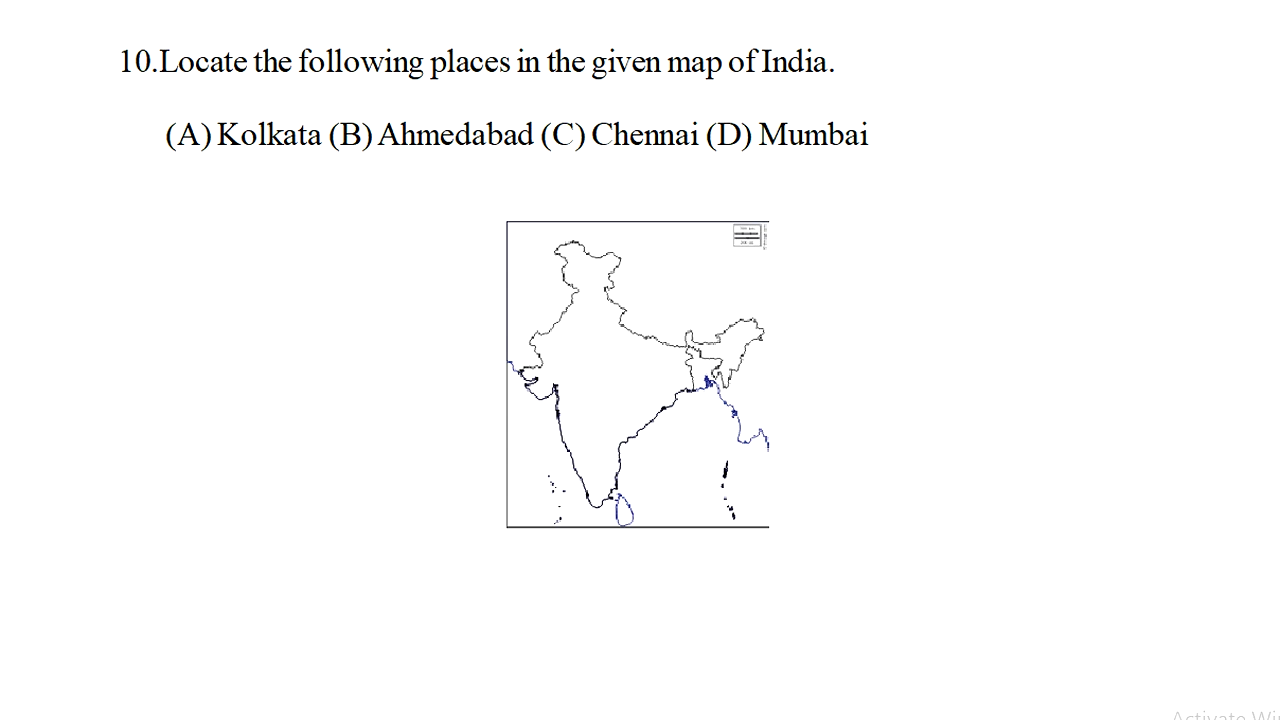 10.Locate the following places in the given map of India.
(A) Kolkata (B) Ahmedabad (C) Chennai (D) Mumbai